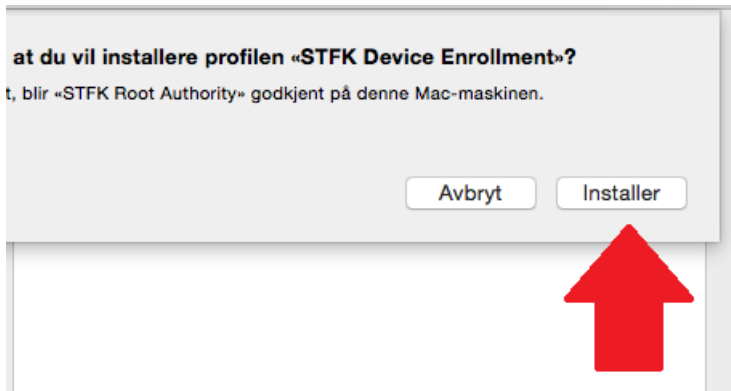 at du vil installere profilen «STFK Device Enrollment»?
t, blir «STFK Root Authority» godkjent på denne Mac-maskinen.
Avbryt Installer